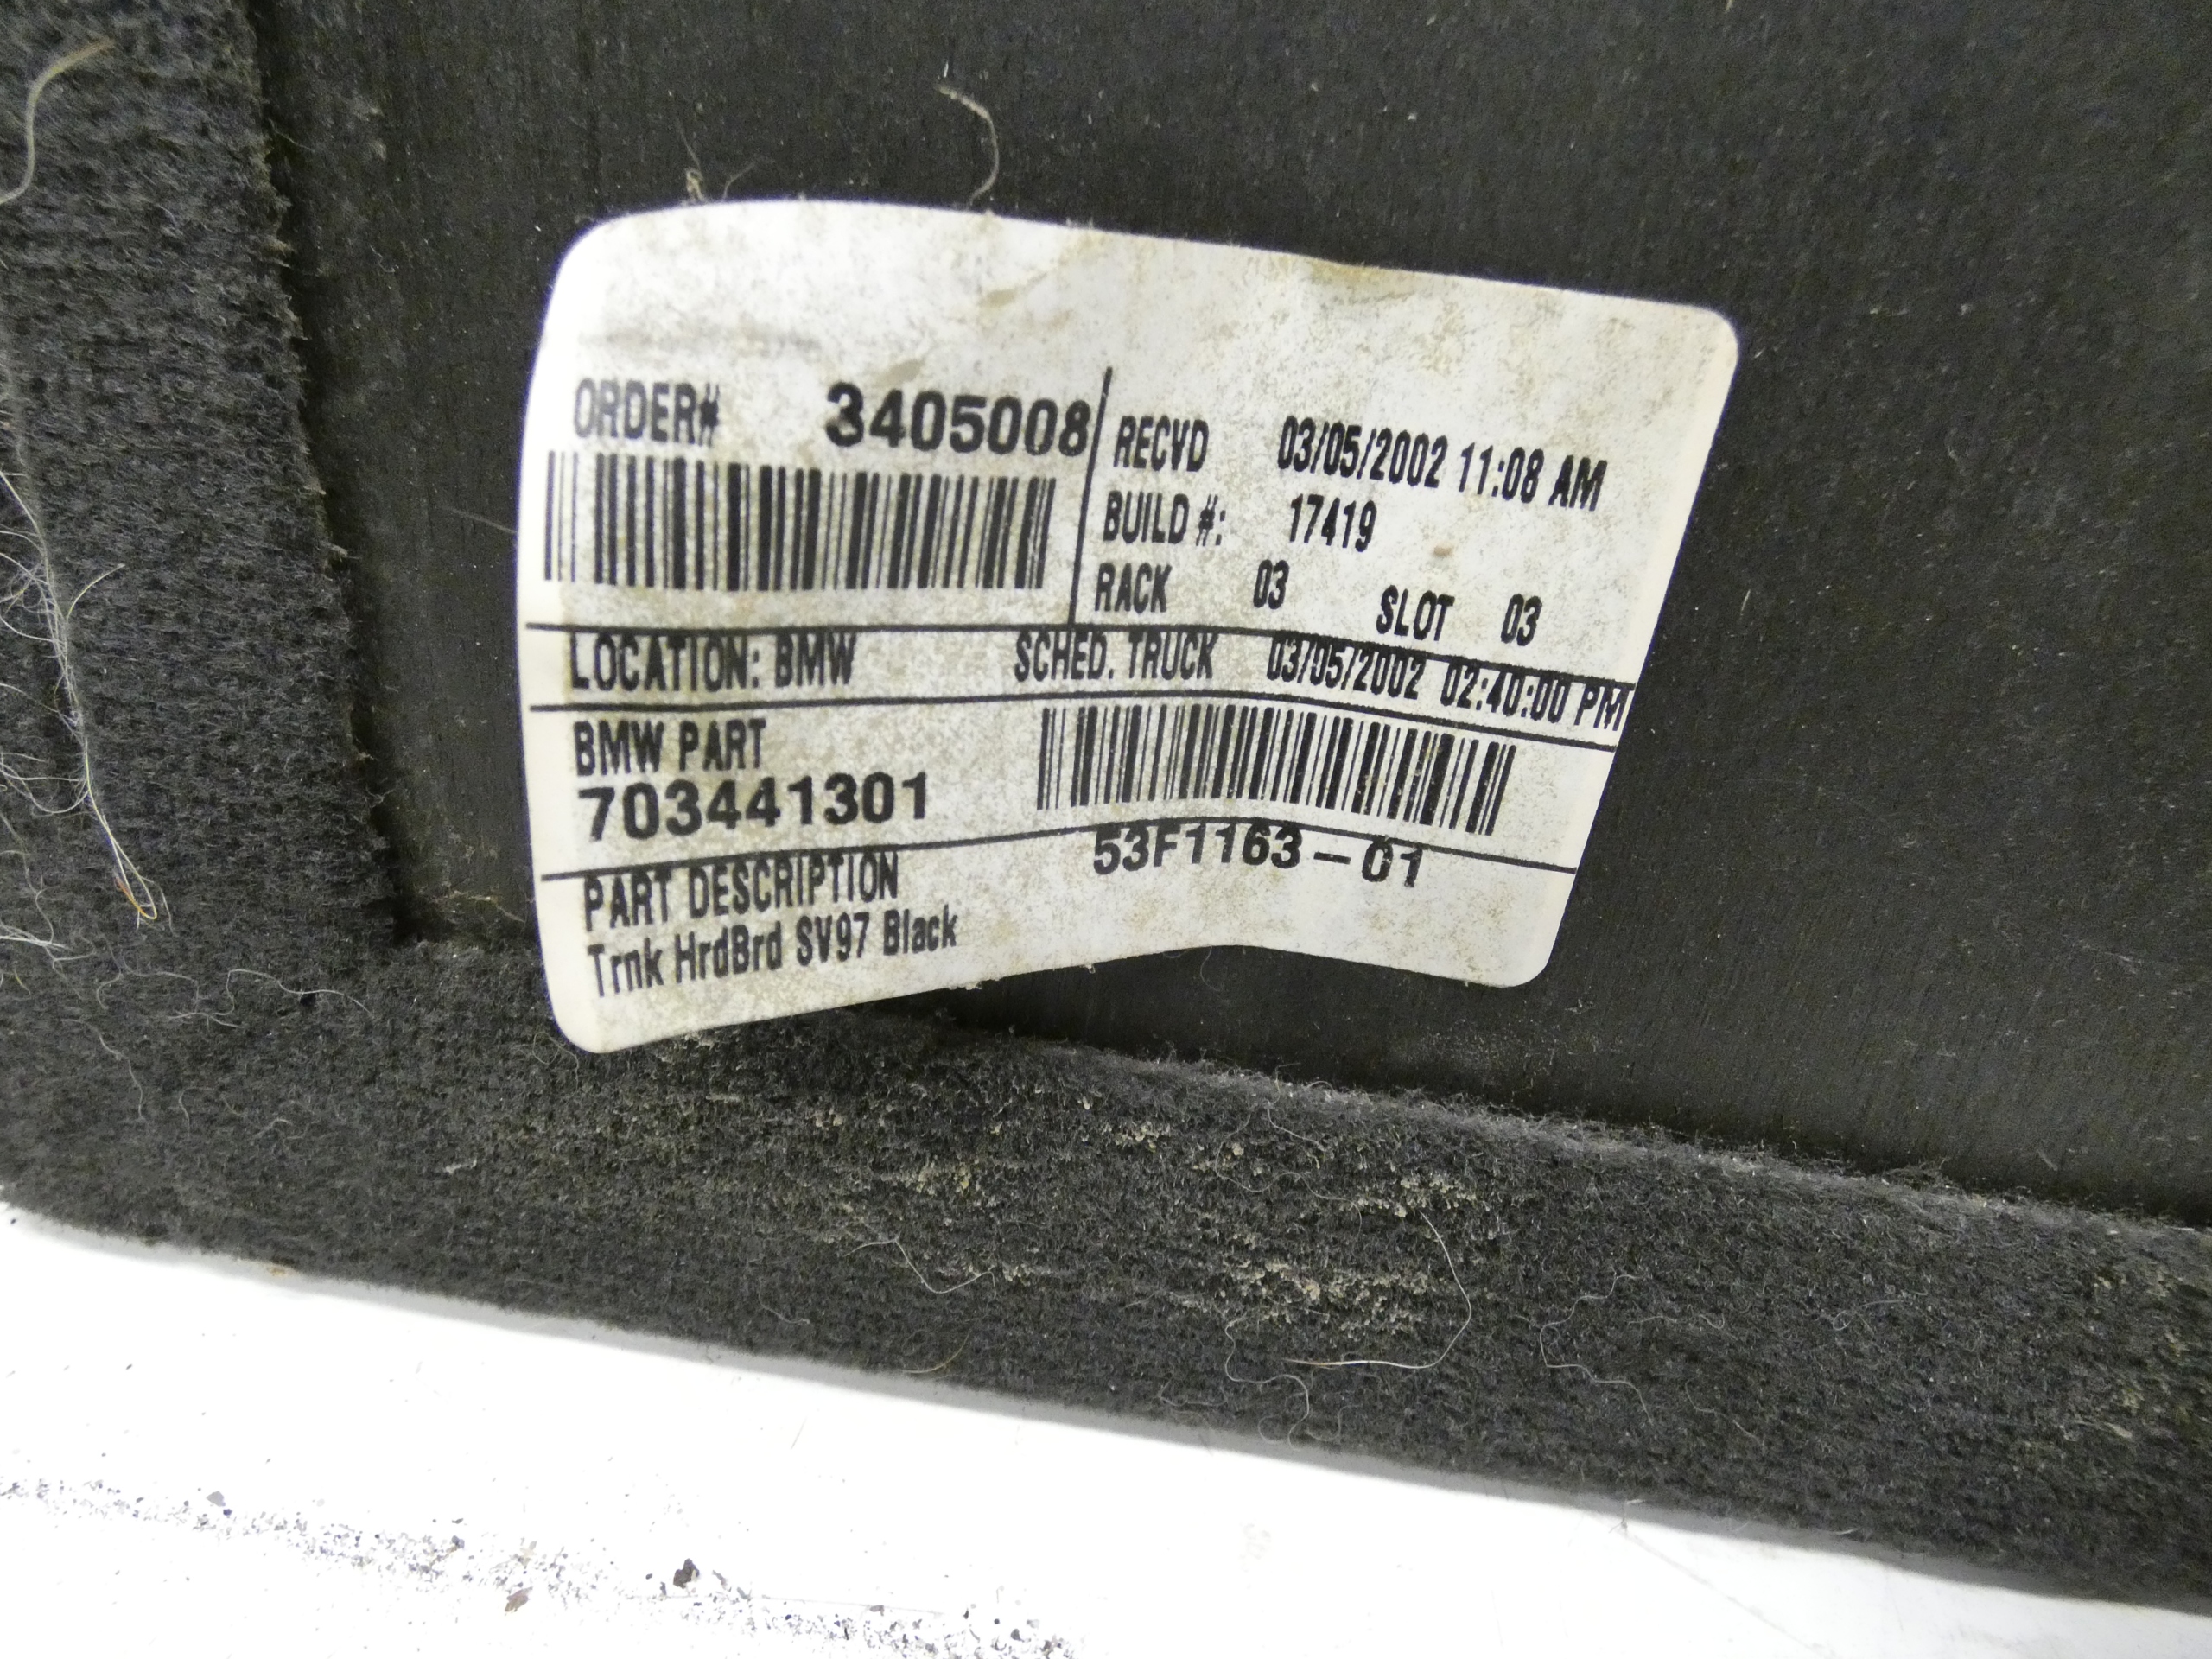 ORDER# 3405008
RECVD 03/05/2002 11:08 AM
BUILD #: 17419
RACK 03 SLOT 03
LOCATION: BMW SCHED. TRUCK 03/05/2002 02:40:00 PM
BMW PART
703441301
53F1163-01
PART DESCRIPTION
Trnk HrdBrd SV97 Black